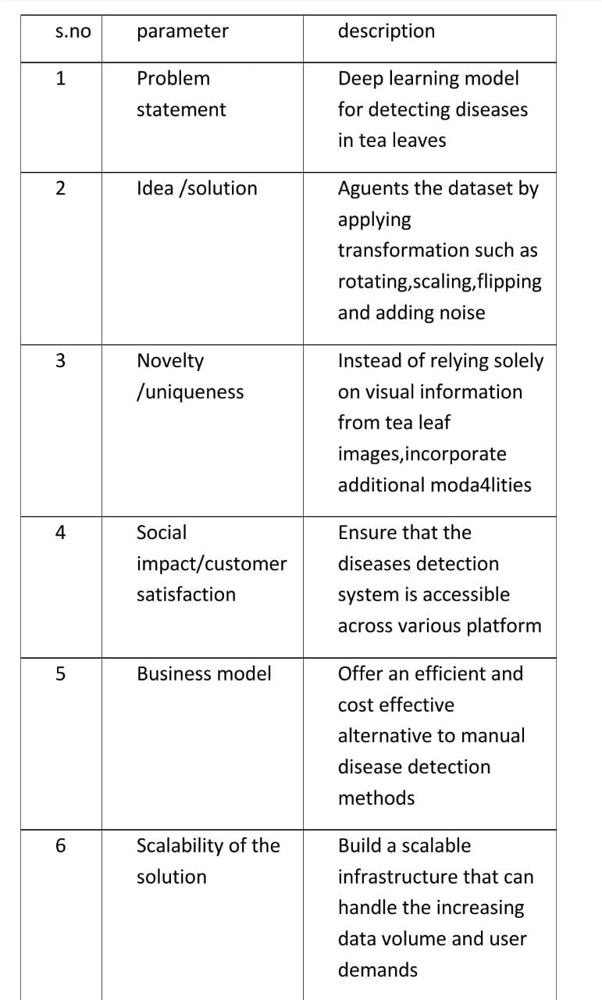 s.no parameter description
1 Problem Deep learning model
statement for detecting diseases
in tea leaves
2 Idea /solution Aguents the dataset by
applying
transformation such as
rotating,scaling,flipping
and adding noise
3 Novelty Instead of relying solely
/uniqueness on visual information
from tea leaf
images,incorporate
additional moda4lities
4 Social Ensure that the
impact/customer diseases detection
satisfaction system is accessible
across various platform
5 Business model Offer an efficient and
cost effective
alternative to manual
disease detection
methods
6 Scalability of the Build a scalable
solution infrastructure that can
handle the increasing
data volume and user
demands